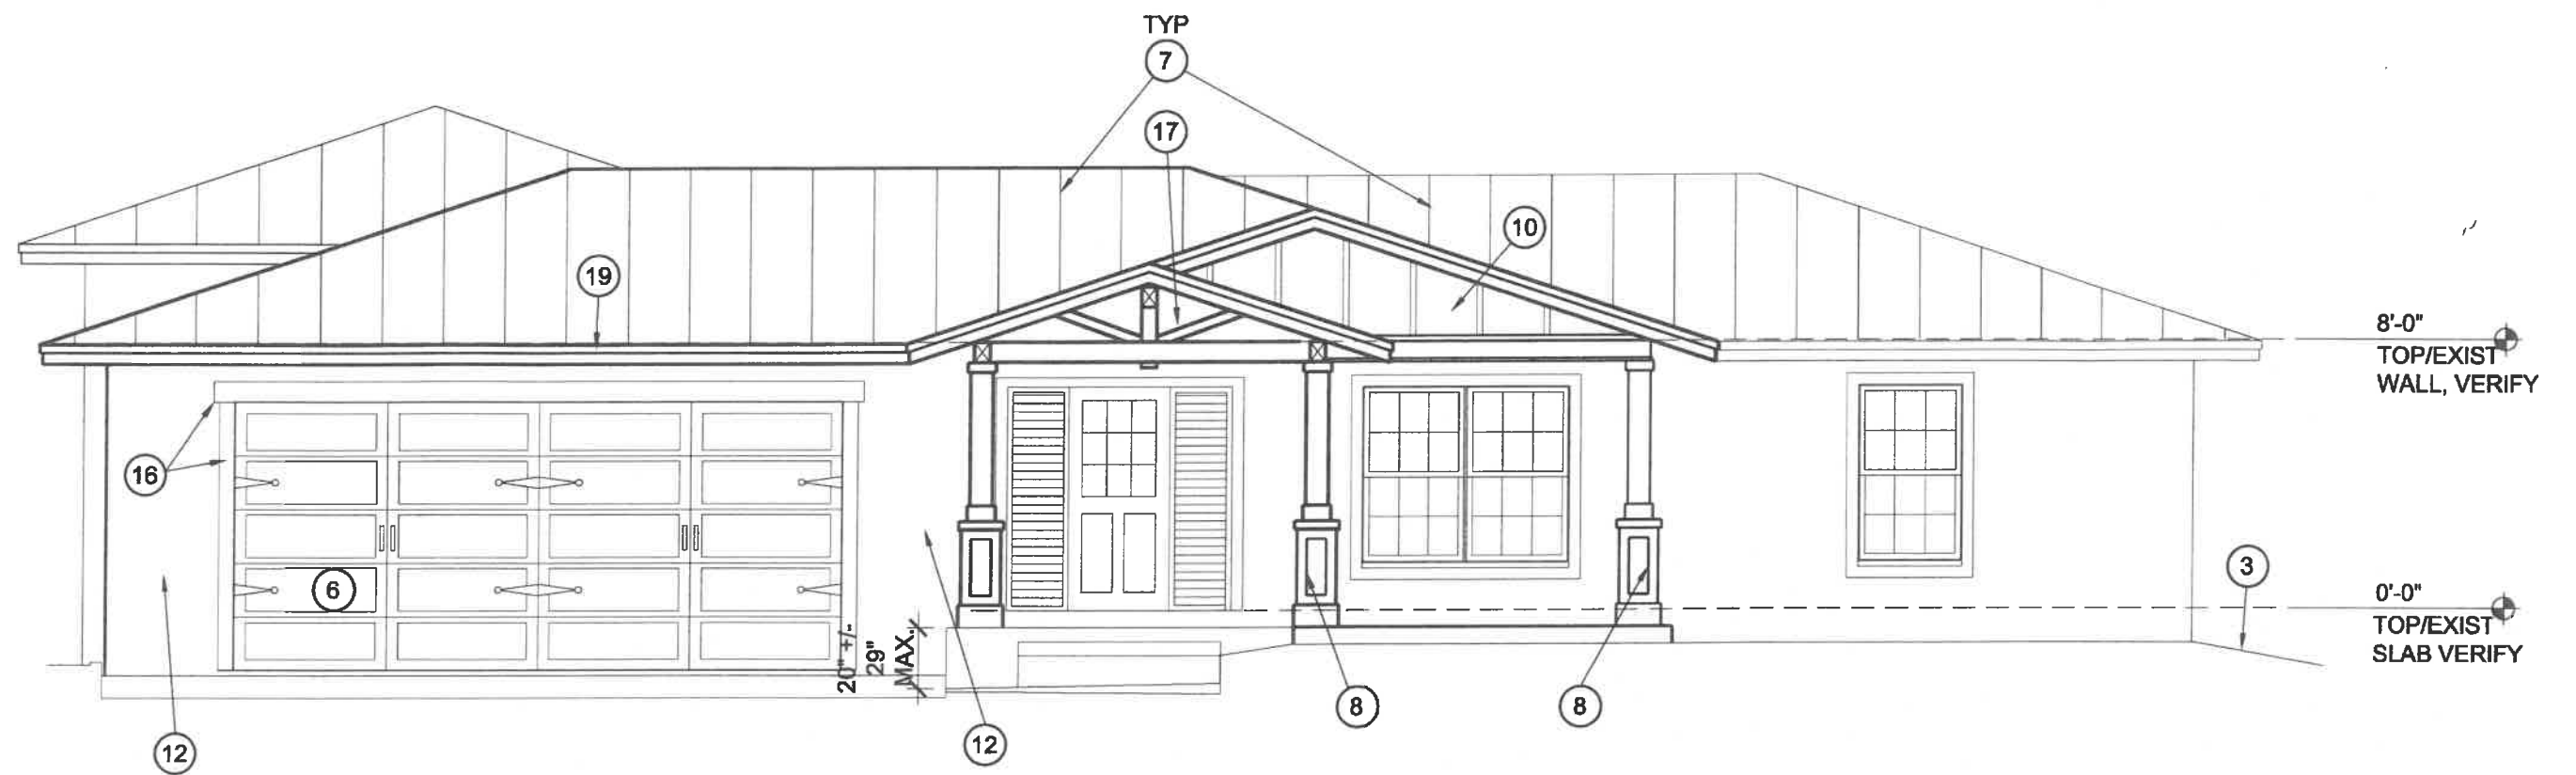 TYP
7
17
10
19
8'-0"
TOP/EXIST
WALL, VERIFY
16
3
6
0'-0"
TOP/EXIST
SLAB VERIFY
20" +/-
29"
MAX.
8
8
12
12